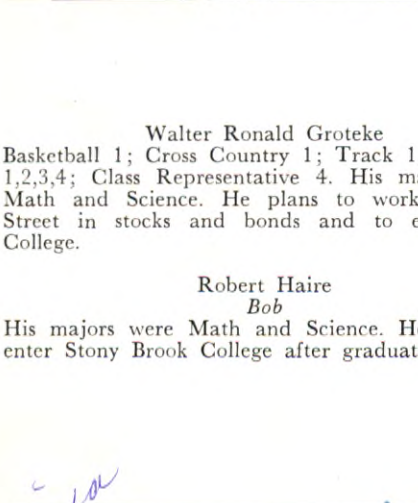 Walter Ronald Groteke
Basketball 1; Cross Country 1; Track 1
1,2,3,4; Class Representative 4. His m
Math and Science. He plans to work
Street in stocks and bonds and to e
College.
Robert Haire
Bob
His majors were Math and Science. H
enter Stony Brook College after graduat